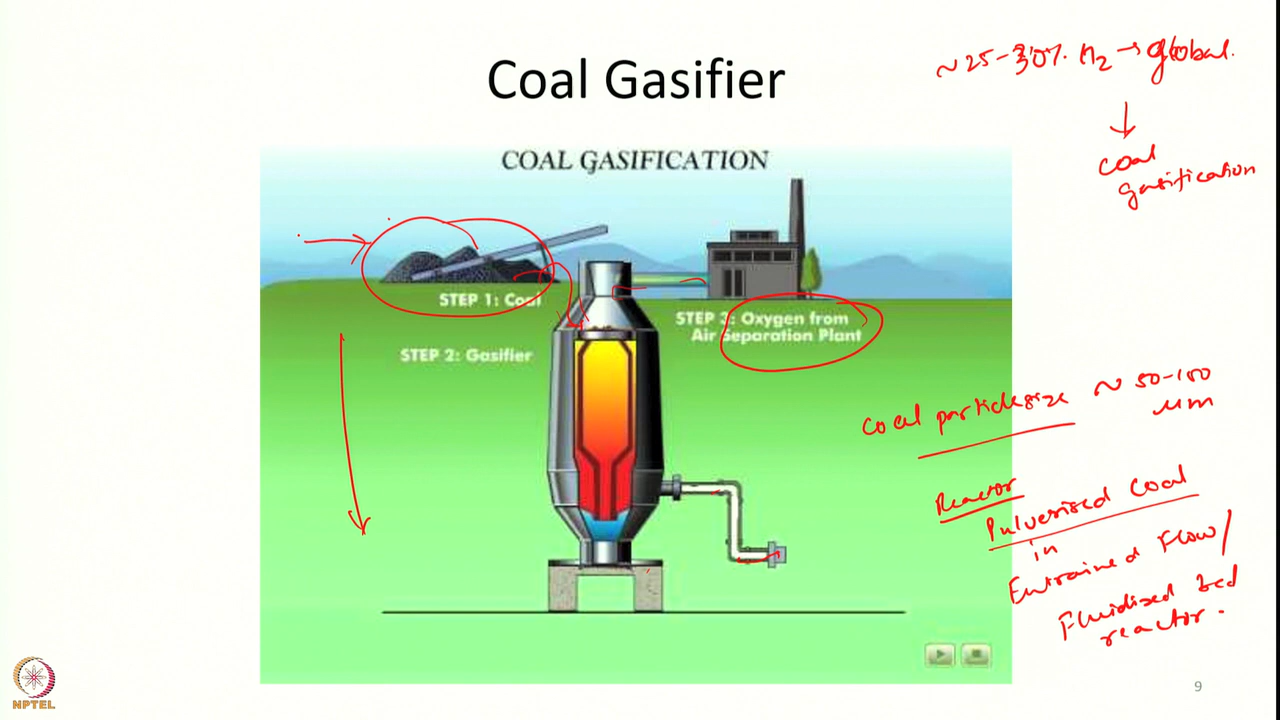 Coal Gasifier
~25-30% H2 → global.
↓
coal
gasification
COAL GASIFICATION
STEP 1: Coal
STEP 3: Oxygen from
Air Separation Plant
STEP 2: Gasifier
coal particle size ~ 50-100
μm
Reactor
Pulverised Coal
in
Entrained Flow/
Fluidized bed
reactor.
NPTEL
9